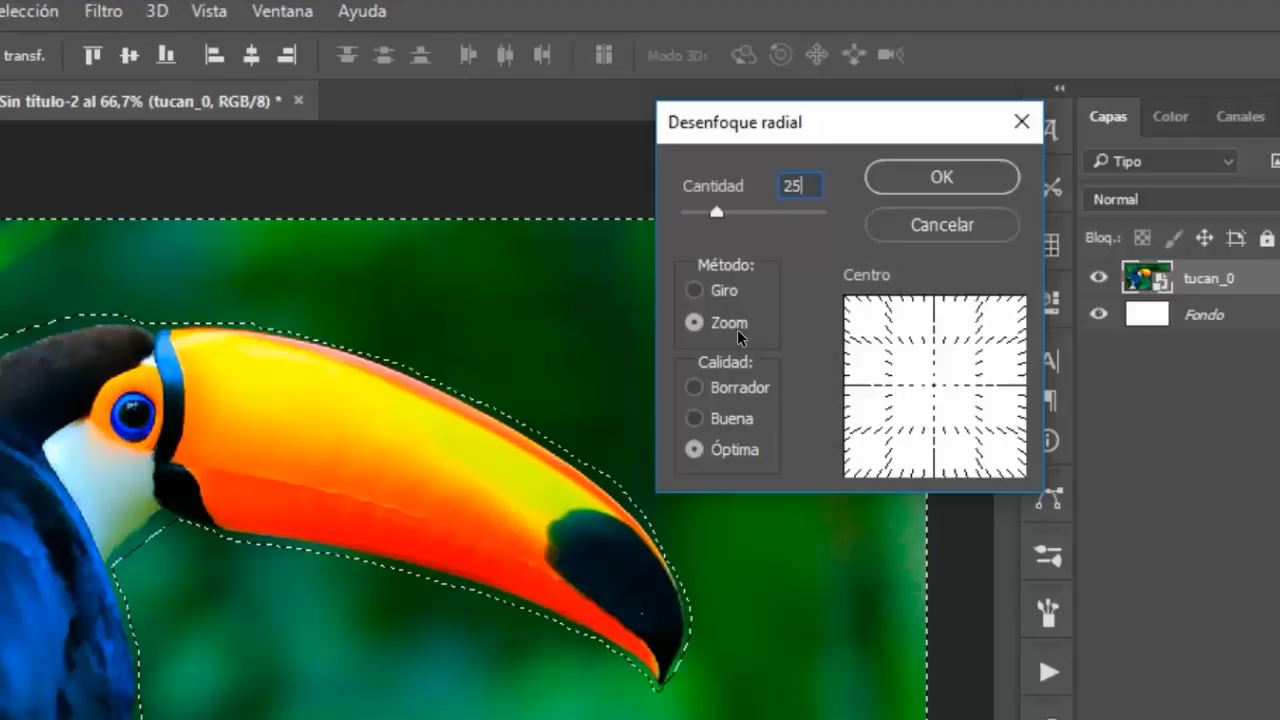 elección Filtro 3D Vista Ventana Ayuda
transf.
Modo 3D:
Sin título-2 al 66,7% (tucan_0, RGB/8) *
Desenfoque radial
Cantidad 25
OK
Cancelar
Método:
Giro
Zoom
Calidad:
Borrador
Buena
Óptima
Centro
Capas Color Canales
Tipo
Normal
Bloq.:
tucan_0
Fondo